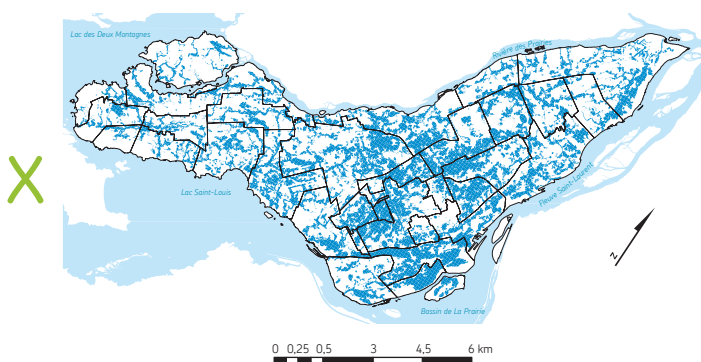 Lac des Deux Montagnes
Rivière des Prairies
Lac Saint-Louis
Fleuve Saint-Laurent
N
Bassin de La Prairie
0 0,25 0,5 3 4,5 6 km